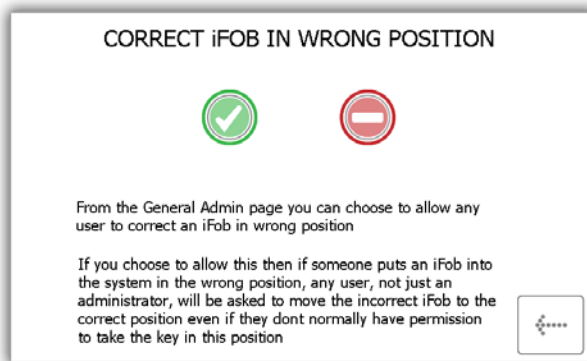 CORRECT iFOB IN WRONG POSITION
From the General Admin page you can choose to allow any
user to correct an iFob in wrong position
If you choose to allow this then if someone puts an iFob into
the system in the wrong position, any user, not just an
administrator, will be asked to move the incorrect iFob to the
correct position even if they dont normally have permission
to take the key in this position